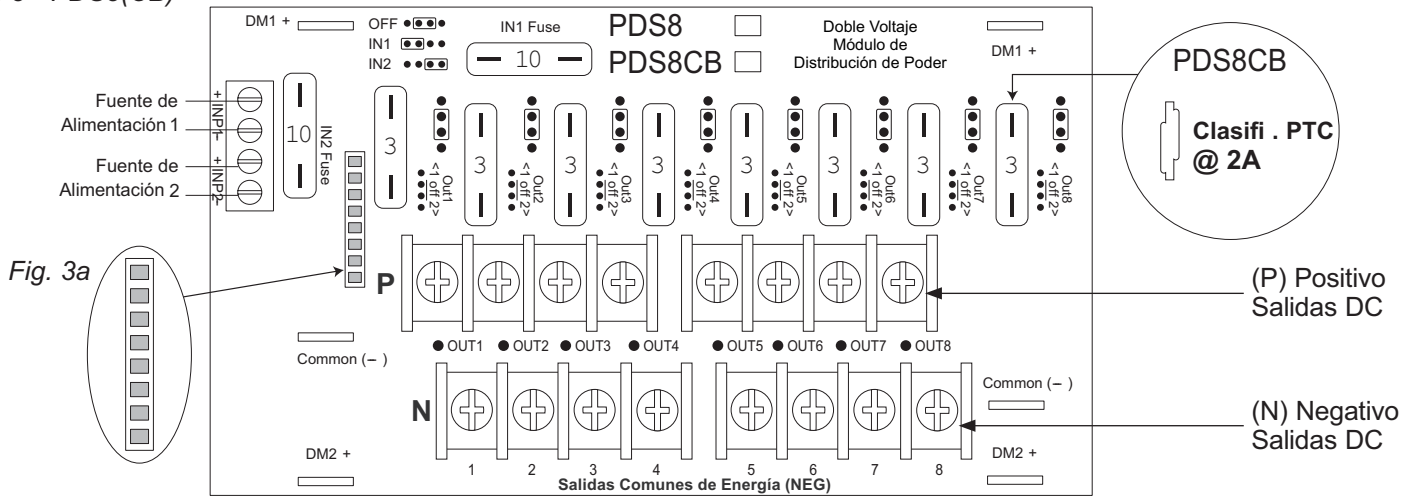 DM1 +
OFF
IN1
IN2
IN1 Fuse
10
PDS8
PDS8CB
Doble Voltaje
Módulo de
Distribución de Poder
DM1 +
PDS8CB
Clasifi . PTC
@ 2A
Fuente de
Alimentación 1
Fuente de
Alimentación 2
+ INP1-
+ INP2-
10
IN2 Fuse
3
3
3
3
3
3
3
3
Out1
<1 off 2>
Out2
<1 off 2>
Out3
<1 off 2>
Out4
<1 off 2>
Out5
<1 off 2>
Out6
<1 off 2>
Out7
<1 off 2>
Out8
<1 off 2>
Fig. 3a
P
(P) Positivo
Salidas DC
OUT1 OUT2 OUT3 OUT4 OUT5 OUT6 OUT7 OUT8
Common (–)
Common (–)
N
(N) Negativo
Salidas DC
DM2 +
DM2 +
1 2 3 4 5 6 7 8
Salidas Comunes de Energía (NEG)